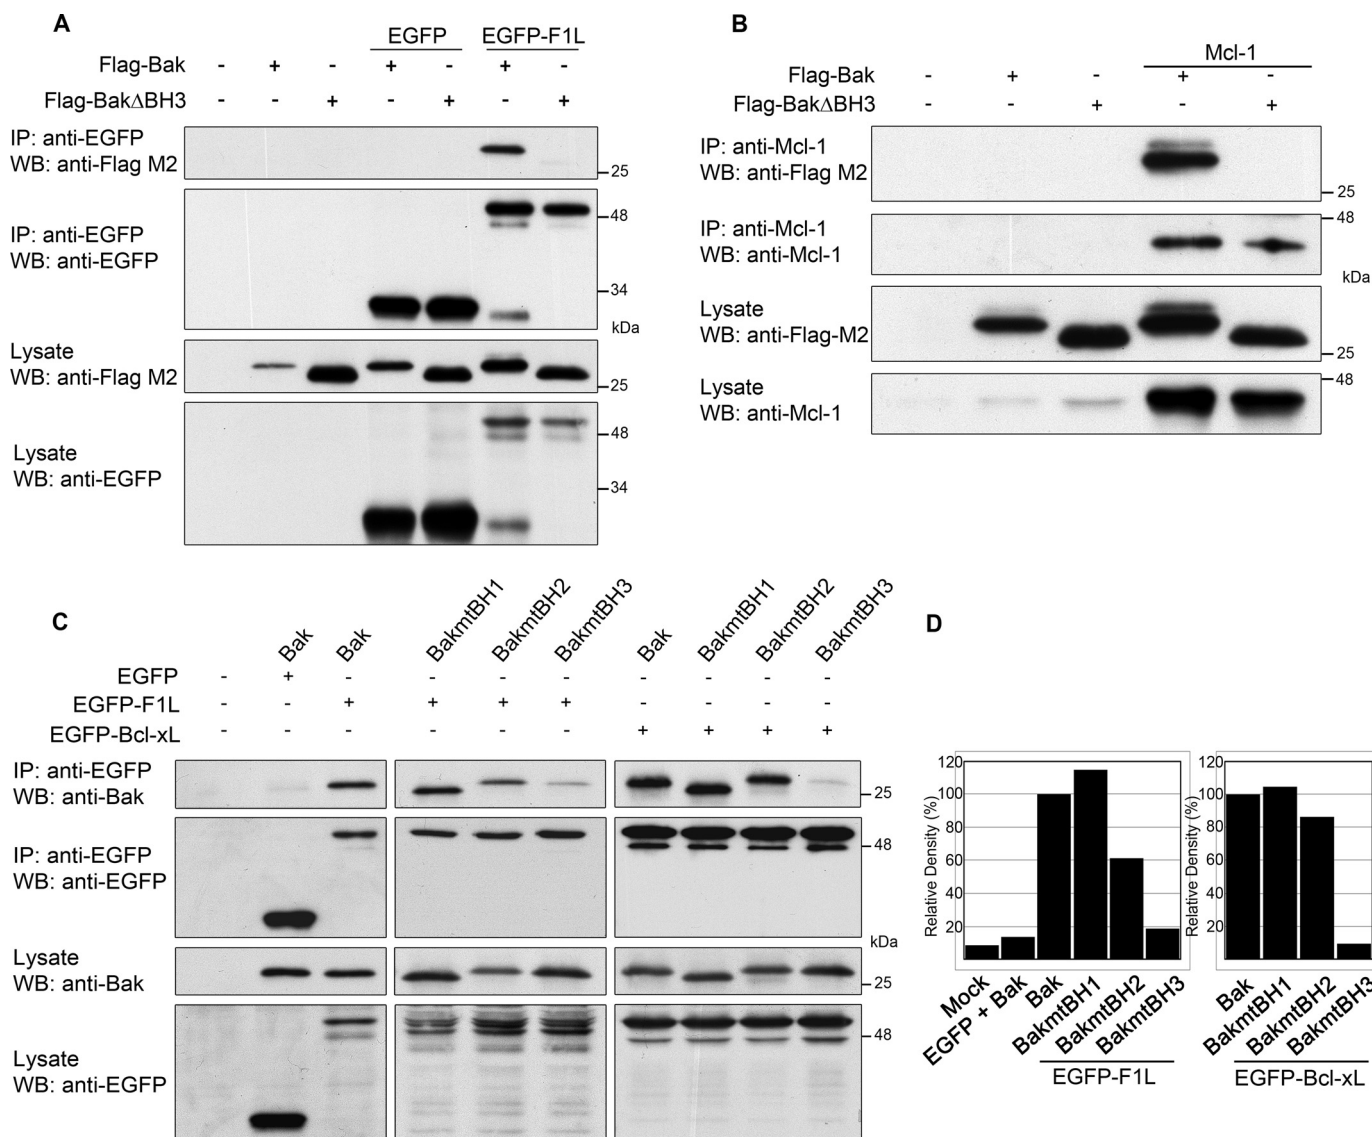 A
EGFP EGFP-F1L
Flag-Bak - + - + - + -
Flag-BakΔBH3 - - + - + - +
IP: anti-EGFP
WB: anti-Flag M2
25
IP: anti-EGFP
WB: anti-EGFP
48
34
kDa
Lysate
WB: anti-Flag M2
25
Lysate
WB: anti-EGFP
48
34
B
Mcl-1
Flag-Bak - + - + -
Flag-BakΔBH3 - - + - +
IP: anti-Mcl-1
WB: anti-Flag M2
25
IP: anti-Mcl-1
WB: anti-Mcl-1
48
kDa
Lysate
WB: anti-Flag-M2
25
Lysate
WB: anti-Mcl-1
48
C
Bak Bak BakmtBH1 BakmtBH2 BakmtBH3 Bak BakmtBH1 BakmtBH2 BakmtBH3
EGFP - + - - - - - - - -
EGFP-F1L - - + + + + - - - -
EGFP-Bcl-xL - - - - - - + + + +
IP: anti-EGFP
WB: anti-Bak
25
IP: anti-EGFP
WB: anti-EGFP
48
kDa
Lysate
WB: anti-Bak
25
Lysate
WB: anti-EGFP
48
D
Relative Density (%)
120
100
80
60
40
20
Mock
EGFP + Bak
Bak
BakmtBH1
BakmtBH2
BakmtBH3
EGFP-F1L
Relative Density (%)
120
100
80
60
40
20
Bak
BakmtBH1
BakmtBH2
BakmtBH3
EGFP-Bcl-xL